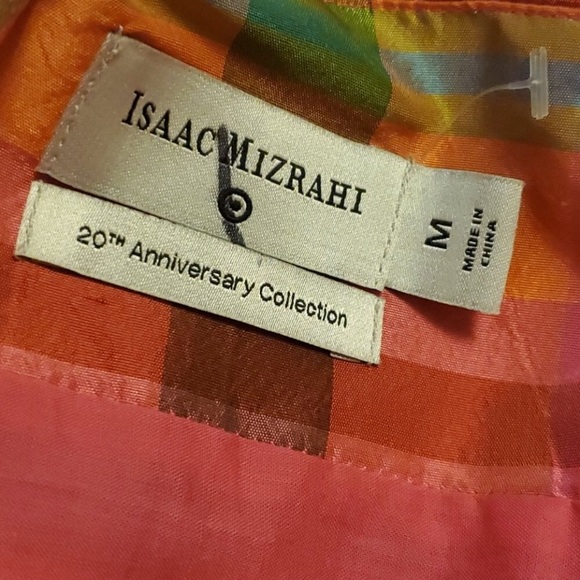 ISAAC MIZRAHI
20TH Anniversary Collection
M
MADE IN
CHINA